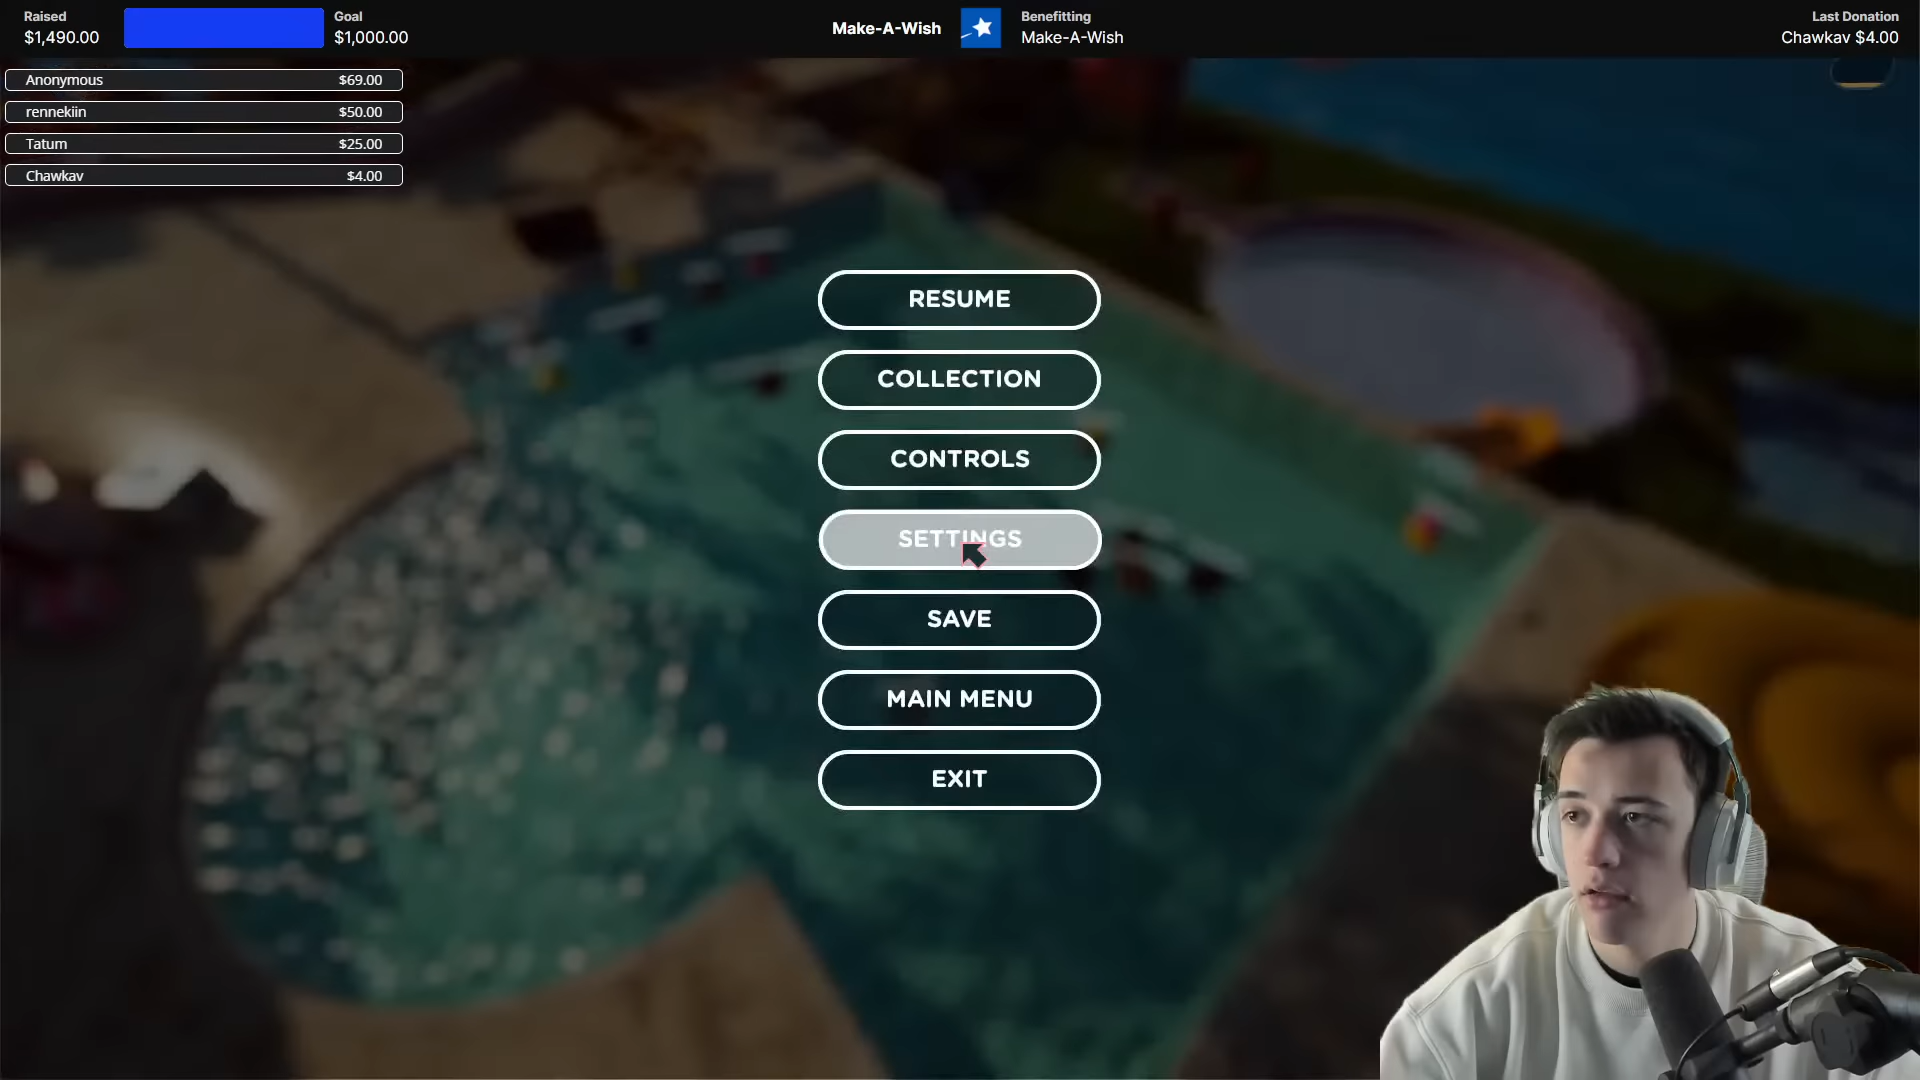 Raised
$1,490.00
Goal
$1,000.00
Make-A-Wish
Benefitting
Make-A-Wish
Last Donation
Chawkav $4.00
Anonymous $69.00
rennekiin $50.00
Tatum $25.00
Chawkav $4.00
RESUME
COLLECTION
CONTROLS
SETTINGS
SAVE
MAIN MENU
EXIT